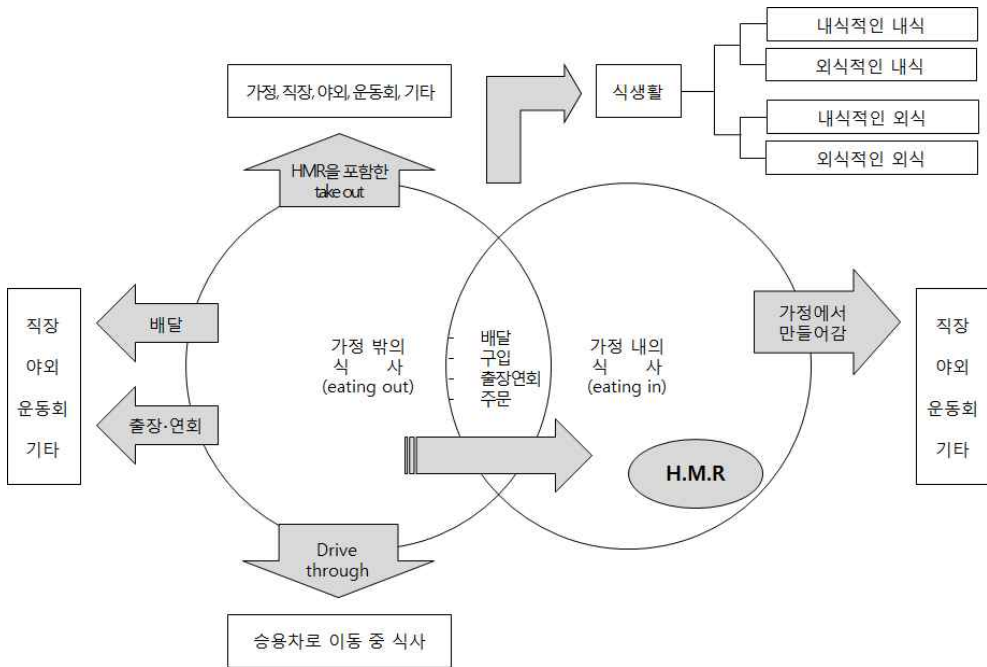 내식적인 내식
외식적인 내식
내식적인 외식
외식적인 외식
식생활
가정, 직장, 야외, 운동회, 기타
HMR을 포함한
take out
직장
야외
운동회
기타
배달
출장·연회
가정 밖의
식 사
(eating out)
- 배달
- 구입
- 출장연회
- 주문
가정 내의
식 사
(eating in)
H.M.R
가정에서
만들어감
직장
야외
운동회
기타
Drive
through
승용차로 이동 중 식사